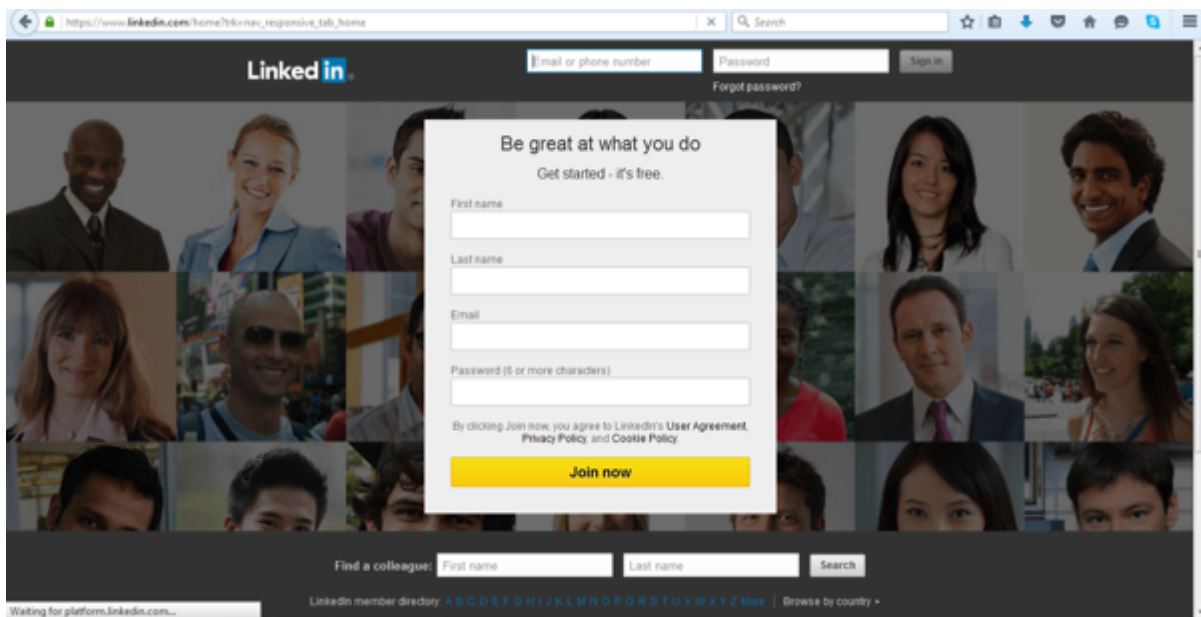 https://www.linkedin.com/home?trk=nav_responsive_tab_home
Search
Linked in
Email or phone number
Password
Sign in
Forgot password?
Be great at what you do
Get started - it's free.
First name
Last name
Email
Password (6 or more characters)
By clicking Join now, you agree to LinkedIn's User Agreement,
Privacy Policy, and Cookie Policy.
Join now
Find a colleague: First name Last name Search
LinkedIn member directory: A B C D E F G H I J K L M N O P Q R S T U V W X Y Z More | Browse by country
Waiting for platform.linkedin.com...